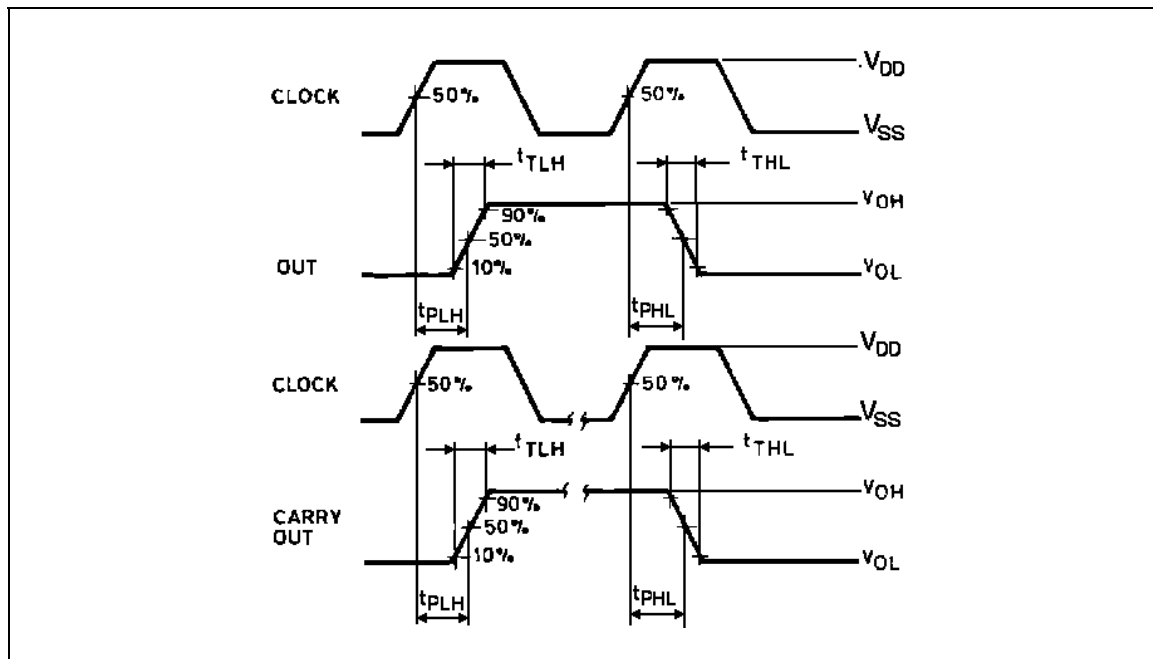 VDD
CLOCK 50% 50%
VSS
tTLH tTHL
VOH
90%
50%
OUT 10% VOL
tPLH tPHL
VDD
CLOCK 50% 50%
VSS
tTLH tTHL
VOH
90%
CARRY 50%
OUT 10% VOL
tPLH tPHL